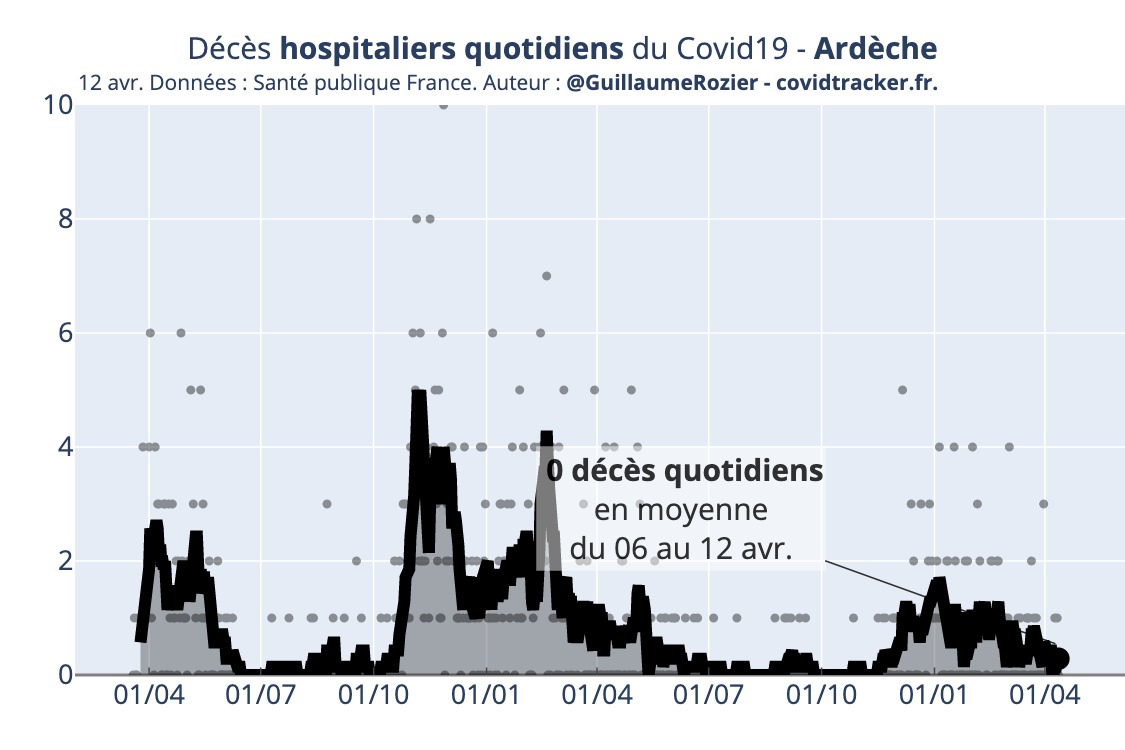 Décès hospitaliers quotidiens du Covid19 - Ardèche
12 avr. Données : Santé publique France. Auteur : @GuillaumeRozier - covidtracker.fr.
10
8
6
4
2
0
0 décès quotidiens
en moyenne
du 06 au 12 avr.
01/04 01/07 01/10 01/01 01/04 01/07 01/10 01/01 01/04